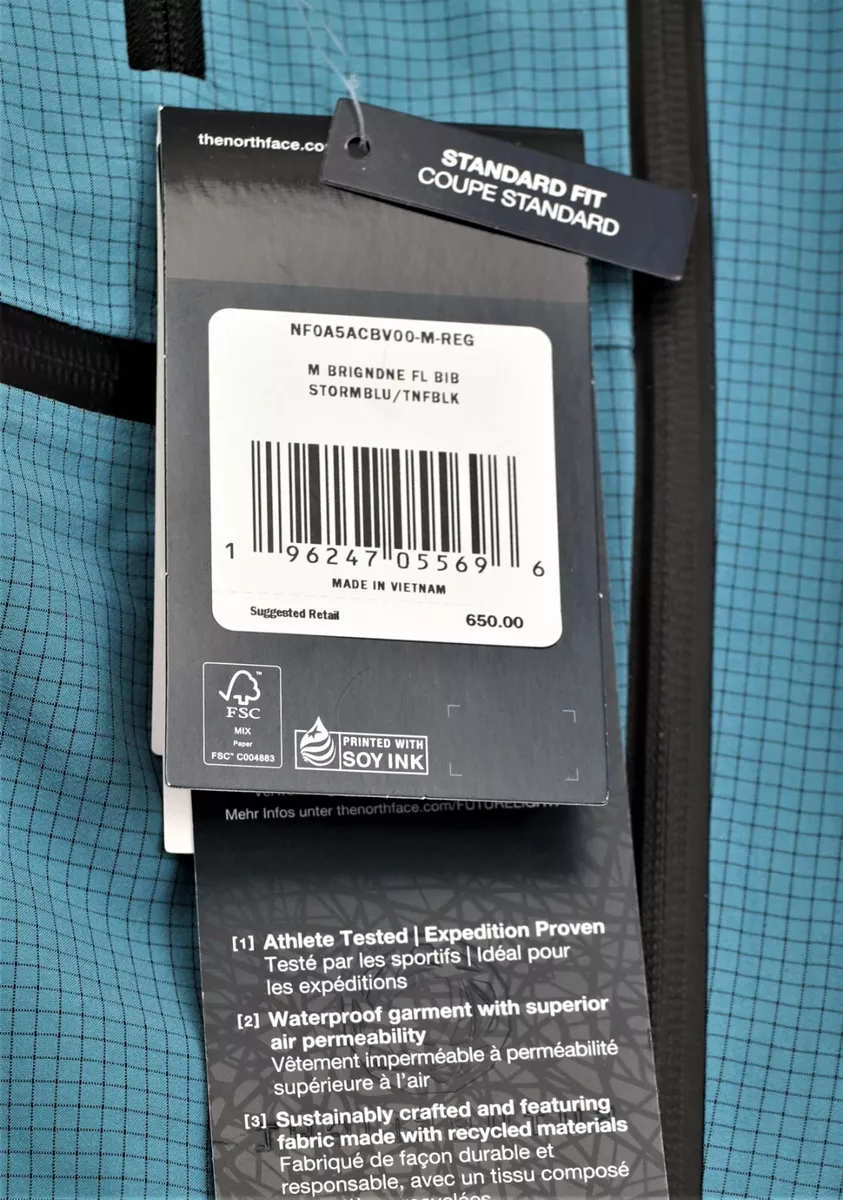 thenorthface.co
STANDARD FIT
COUPE STANDARD
NF0A5ACBV00-M-REG
M BRIGNDNE FL BIB
STORMBLU/TNFBLK
1 96247 05569 6
MADE IN VIETNAM
Suggested Retail 650.00
FSC
MIX
Paper
FSC™ C004883
PRINTED WITH
SOY INK
Mehr Infos unter thenorthface.com/FUTURELIGHT
[1] Athlete Tested | Expedition Proven
Testé par les sportifs | Idéal pour
les expéditions
[2] Waterproof garment with superior
air permeability
Vêtement imperméable à perméabilité
supérieure à l'air
[3] Sustainably crafted and featuring
fabric made with recycled materials
Fabriqué de façon durable et
responsable, avec un tissu composé